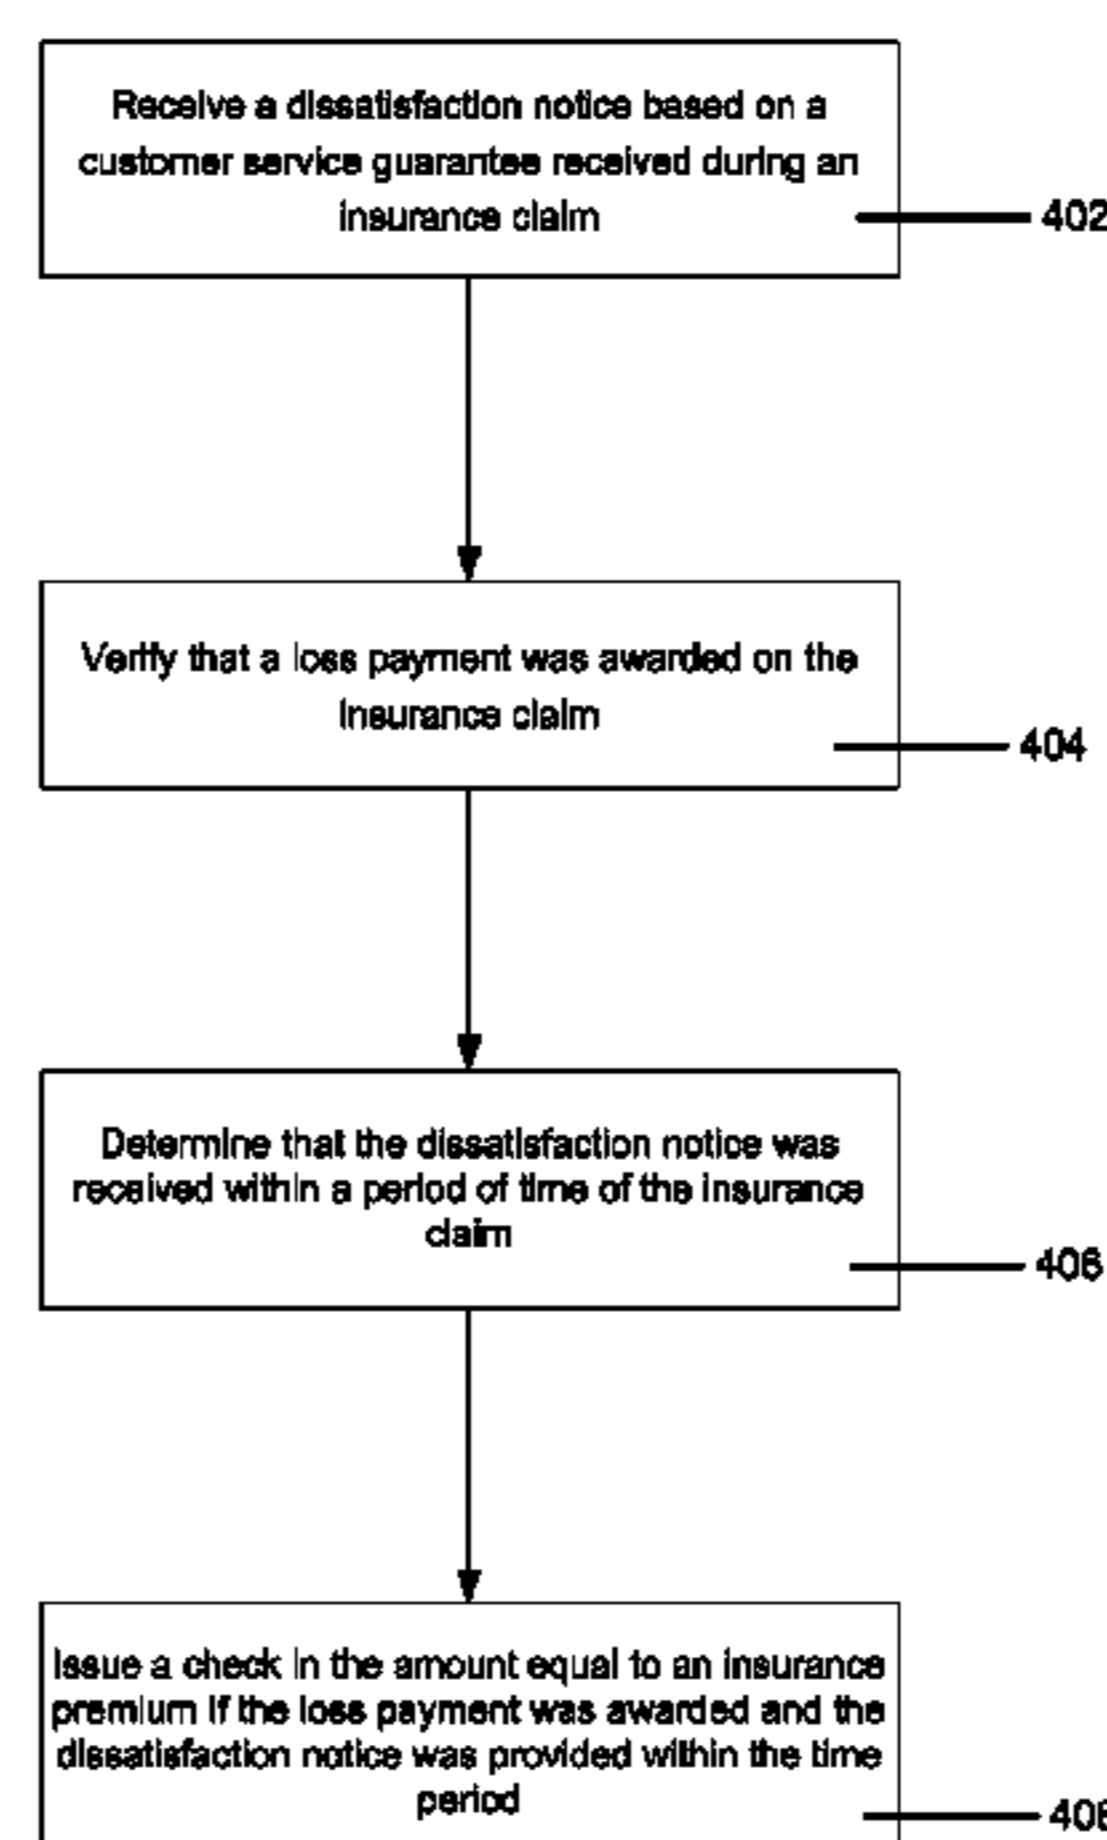 Receive a dissatisfaction notice based on a
customer service guarantee received during an
insurance claim
402
Verify that a loss payment was awarded on the
insurance claim
404
Determine that the dissatisfaction notice was
received within a period of time of the insurance
claim
406
Issue a check in the amount equal to an insurance
premium if the loss payment was awarded and the
dissatisfaction notice was provided within the time
period